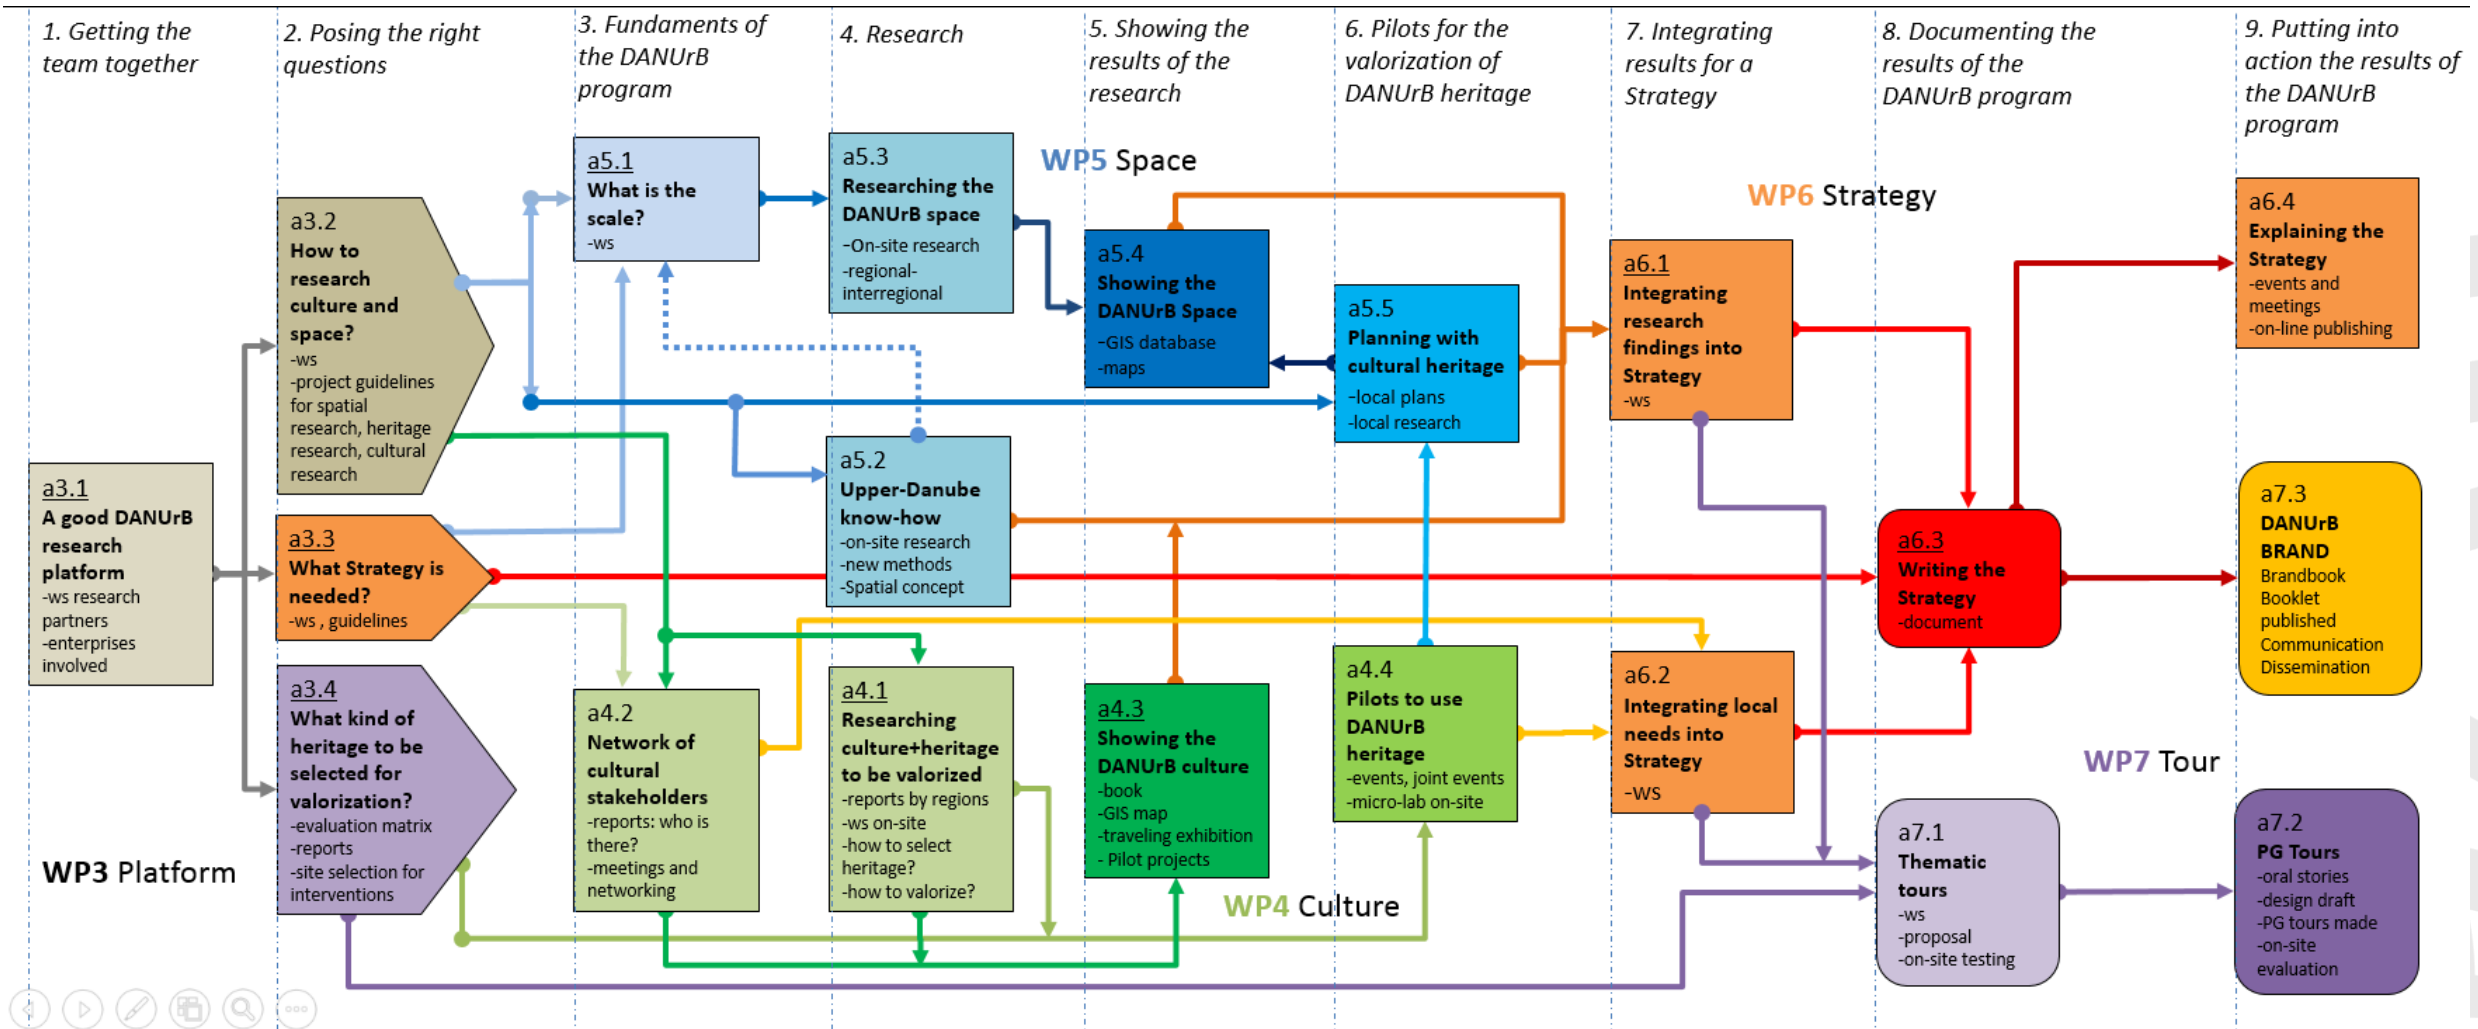 1. Getting the
team together
2. Posing the right
questions
3. Fundaments of
the DANUrB
program
4. Research
5. Showing the
results of the
research
6. Pilots for the
valorization of
DANUrB heritage
7. Integrating
results for a
Strategy
8. Documenting the
results of the
DANUrB program
9. Putting into
action the results of
the DANUrB
program
a3.1
A good DANUrB
research
platform
-ws research
partners
-enterprises
involved
WP3 Platform
a3.2
How to
research
culture and
space?
-ws
-project guidelines
for spatial
research, heritage
research, cultural
research
a3.3
What Strategy is
needed?
-ws , guidelines
a3.4
What kind of
heritage to be
selected for
valorization?
-evaluation matrix
-reports
-site selection for
interventions
a5.1
What is the
scale?
-ws
a4.2
Network of
cultural
stakeholders
-reports: who is
there?
-meetings and
networking
a5.3
Researching the
DANUrB space
-On-site research
-regional-
interregional
a5.2
Upper-Danube
know-how
-on-site research
-new methods
-Spatial concept
a4.1
Researching
culture+heritage
to be valorized
-reports by regions
-ws on-site
-how to select
heritage?
-how to valorize?
WP5 Space
a5.4
Showing the
DANUrB Space
-GIS database
-maps
a4.3
Showing the
DANUrB culture
-book
-GIS map
-traveling exhibition
- Pilot projects
WP4 Culture
a5.5
Planning with
cultural heritage
-local plans
-local research
a4.4
Pilots to use
DANUrB
heritage
-events, joint events
-micro-lab on-site
WP6 Strategy
a6.1
Integrating
research
findings into
Strategy
-ws
a6.2
Integrating local
needs into
Strategy
-ws
a6.3
Writing the
Strategy
-document
a7.1
Thematic
tours
-ws
-proposal
-on-site testing
WP7 Tour
a6.4
Explaining the
Strategy
-events and
meetings
-on-line publishing
a7.3
DANUrB
BRAND
Brandbook
Booklet
published
Communication
Dissemination
a7.2
PG Tours
-oral stories
-design draft
-PG tours made
-on-site
evaluation